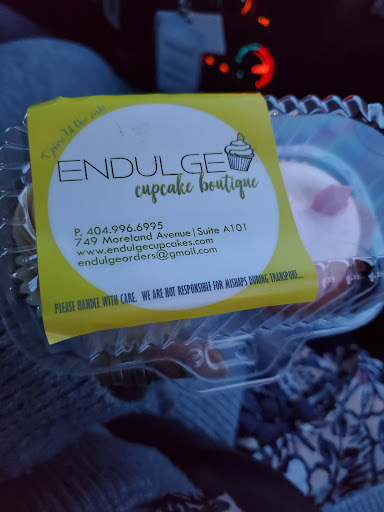 ENDULGE
cupcake boutique
P. 404.996.6995
749 Moreland Avenue | Suite A101
www.endulgecupcakes.com
endulgeorders@gmail.com
PLEASE HANDLE WITH CARE. WE ARE NOT RESPONSIBLE FOR MISHAPS DURING TRANSPORT...